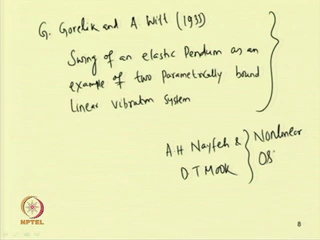 G. Gorelik and A Witt (1933)
Swing of an elastic Pendum as an
example of two Parametrically bound
linear vibration system
A H Nayfeh & Nonlinear
D T Mook OS
NPTEL
8